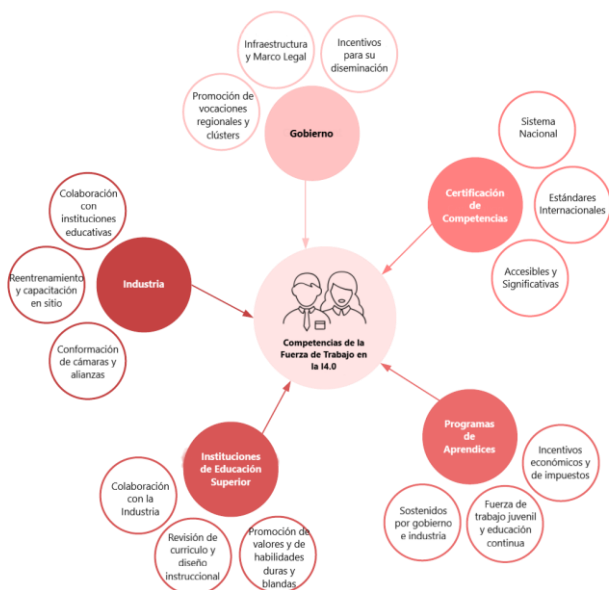 Infraestructura
y Marco Legal
Incentivos
para su
diseminación
Promoción de
vocaciones
regionales y
clústers
Gobierno
Sistema
Nacional
Certificación
de
Competencias
Estándares
Internacionales
Accesibles y
Significativas
Colaboración
con
instituciones
educativas
Reentrenamiento
y capacitación
en sitio
Industria
Conformación
de cámaras y
alianzas
Competencias de la
Fuerza de Trabajo en
la I4.0
Instituciones
de Educación
Superior
Colaboración
con la
Industria
Revisión de
currículo y
diseño
instruccional
Promoción de
valores y de
habilidades
duras y
blandas
Programas
de
Aprendices
Incentivos
económicos y
de impuestos
Sostenidos
por gobierno
e industria
Fuerza de
trabajo juvenil
y educación
continua